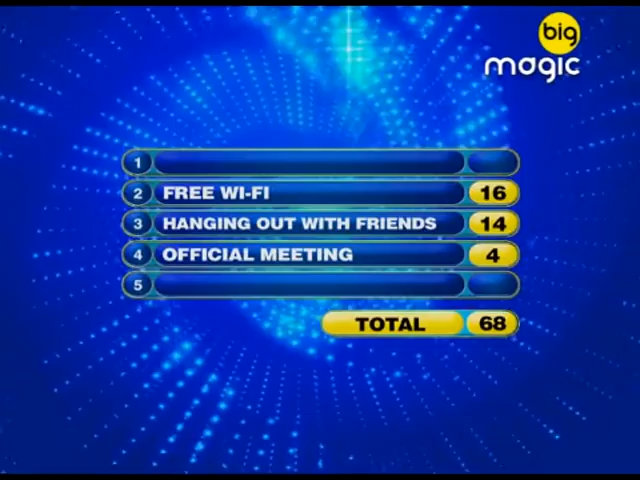 big
magic
1
2 FREE WI-FI 16
3 HANGING OUT WITH FRIENDS 14
4 OFFICIAL MEETING 4
5
TOTAL 68